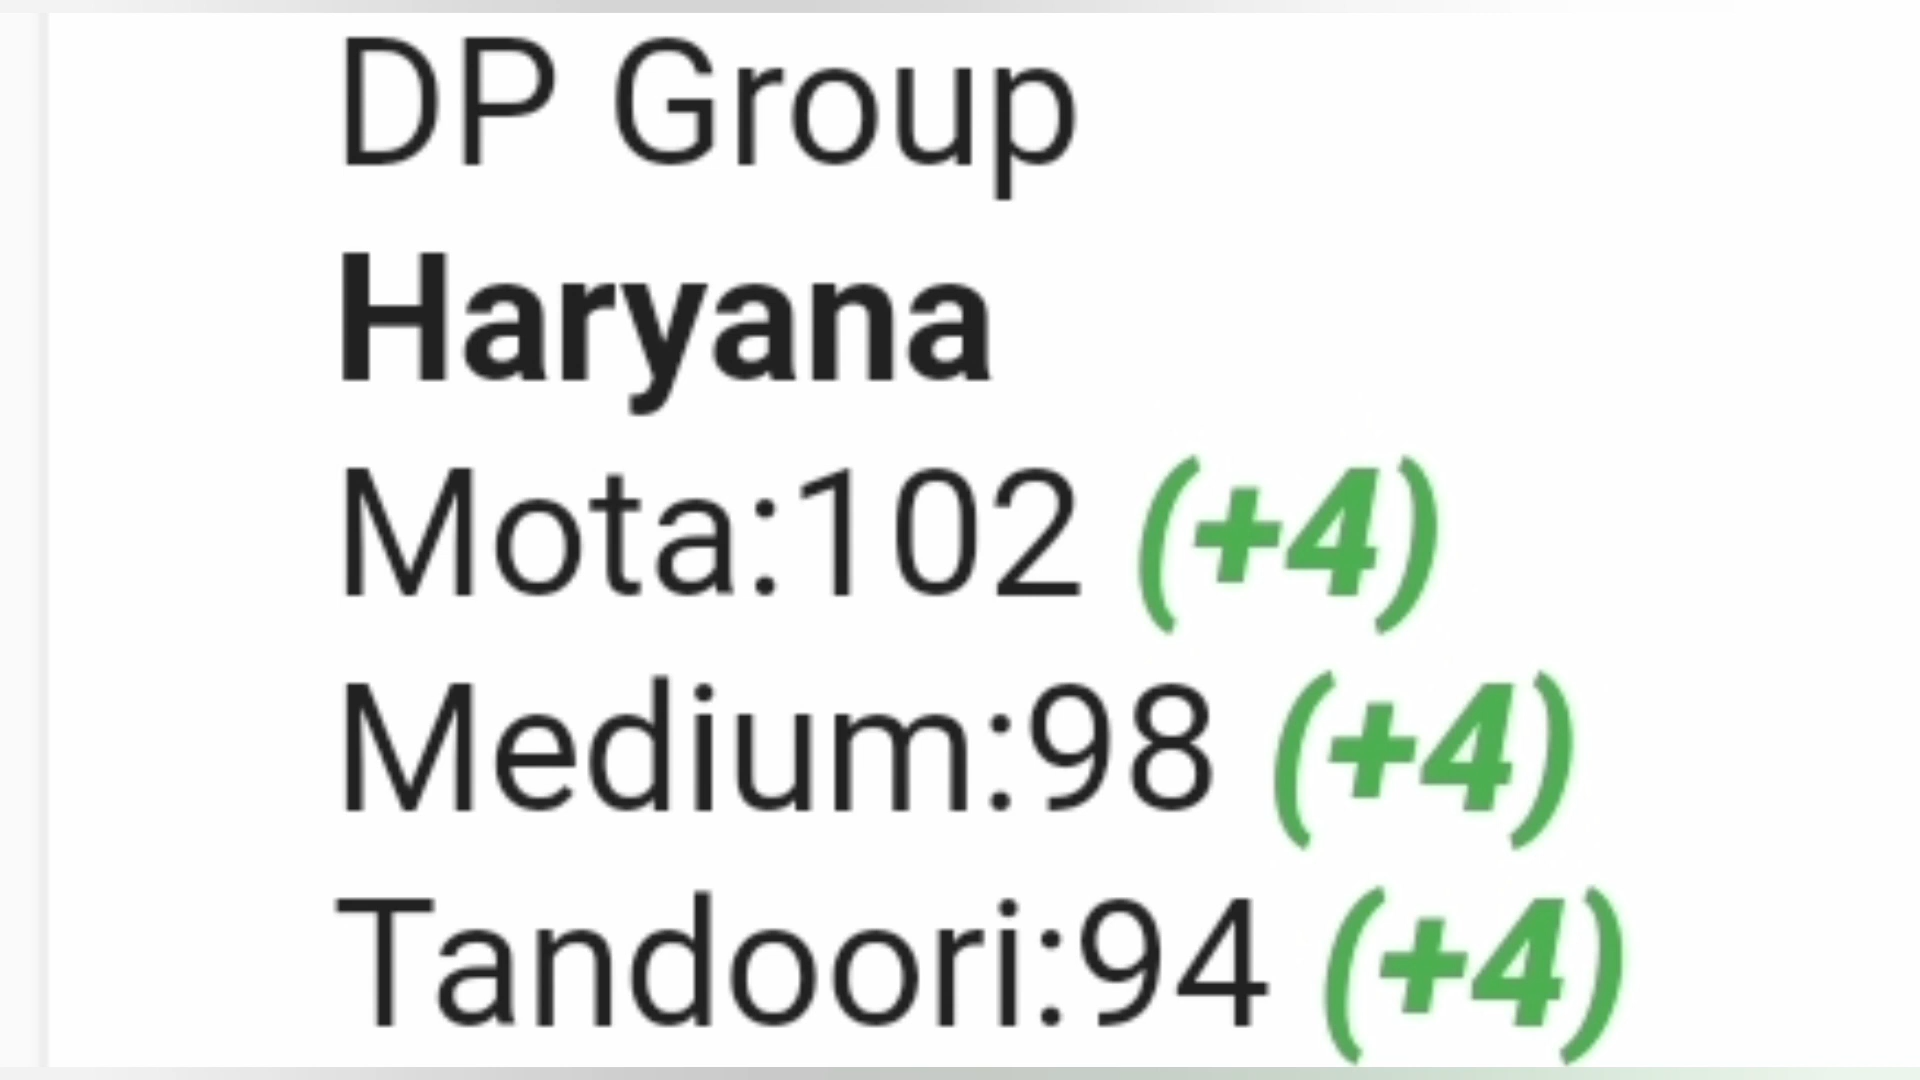 DP Group
Haryana
Mota:102 (+4)
Medium:98 (+4)
Tandoori:94 (+4)